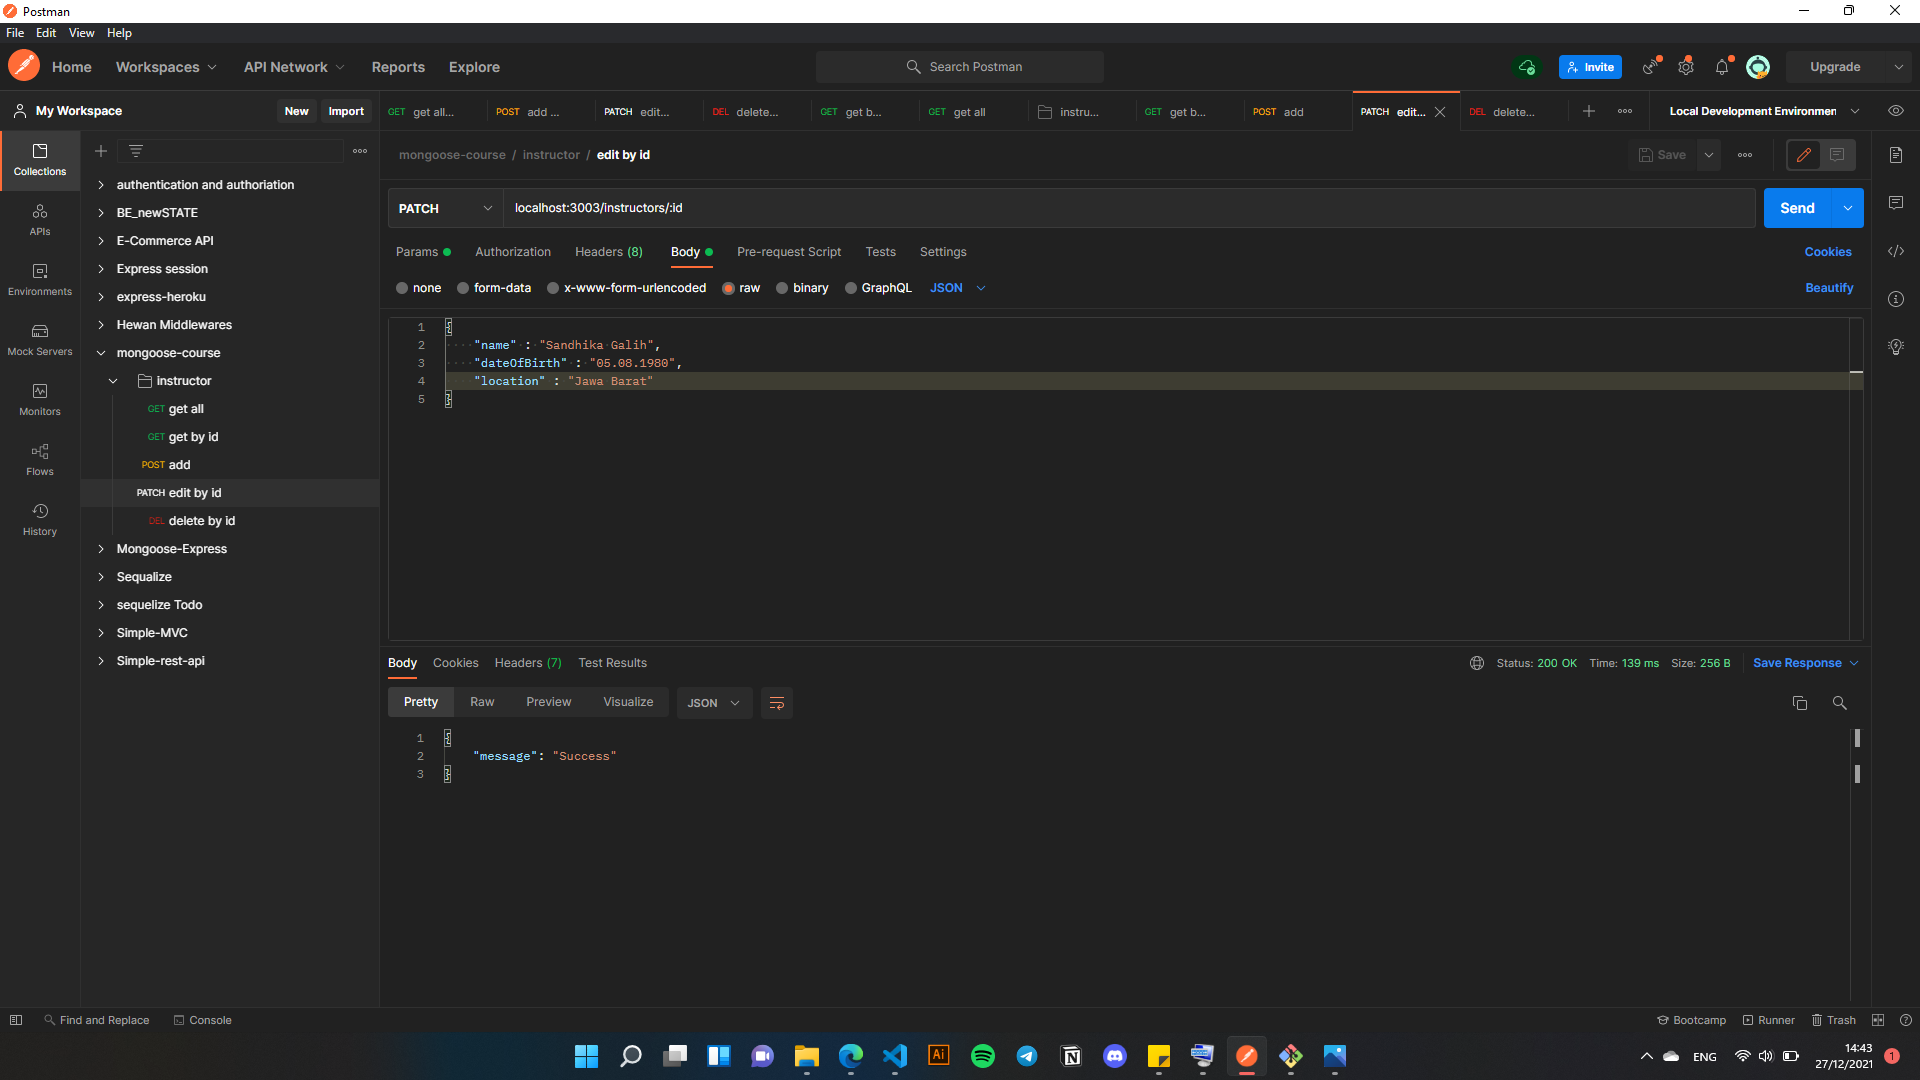 Postman
File Edit View Help
Home Workspaces API Network Reports Explore Search Postman Invite Upgrade
My Workspace New Import
GET get all... POST add ... PATCH edit... DEL delete... GET get b... GET get all instru... GET get b... POST add PATCH edit... DEL delete... Local Development Environmen
Collections
APIs
Environments
Mock Servers
Monitors
Flows
History
authentication and authoriation
BE_newSTATE
E-Commerce API
Express session
express-heroku
Hewan Middlewares
mongoose-course
instructor
GET get all
GET get by id
POST add
PATCH edit by id
DEL delete by id
Mongoose-Express
Sequalize
sequelize Todo
Simple-MVC
Simple-rest-api
mongoose-course / instructor / edit by id Save
PATCH localhost:3003/instructors/:id Send
Params Authorization Headers (8) Body Pre-request Script Tests Settings Cookies
none form-data x-www-form-urlencoded raw binary GraphQL JSON Beautify
1 {
2 "name" : "Sandhika Galih",
3 "dateOfBirth" : "05.08.1980",
4 "location" : "Jawa Barat"
5 }
Body Cookies Headers (7) Test Results Status: 200 OK Time: 139 ms Size: 256 B Save Response
Pretty Raw Preview Visualize JSON
1 {
2 "message": "Success"
3 }
Find and Replace Console Bootcamp Runner Trash
Ai
ENG
14:43
27/12/2021
1